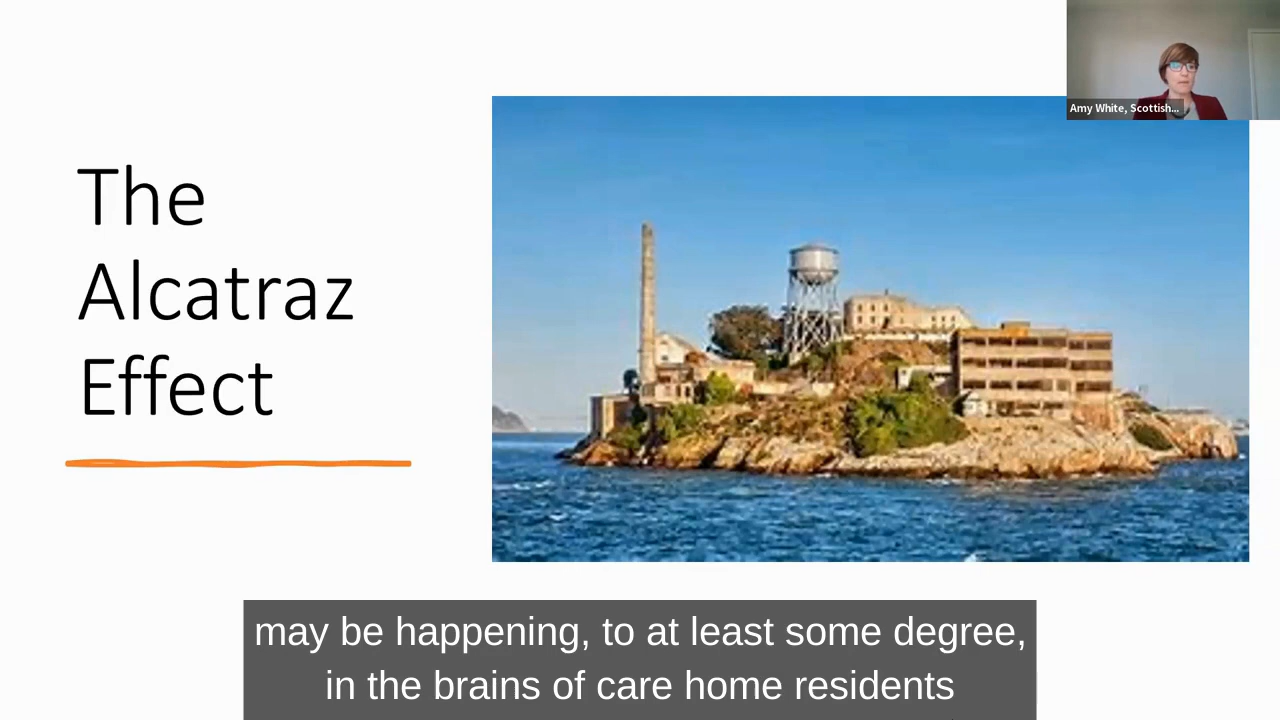 Amy White, Scottish...
The
Alcatraz
Effect
may be happening, to at least some degree,
in the brains of care home residents